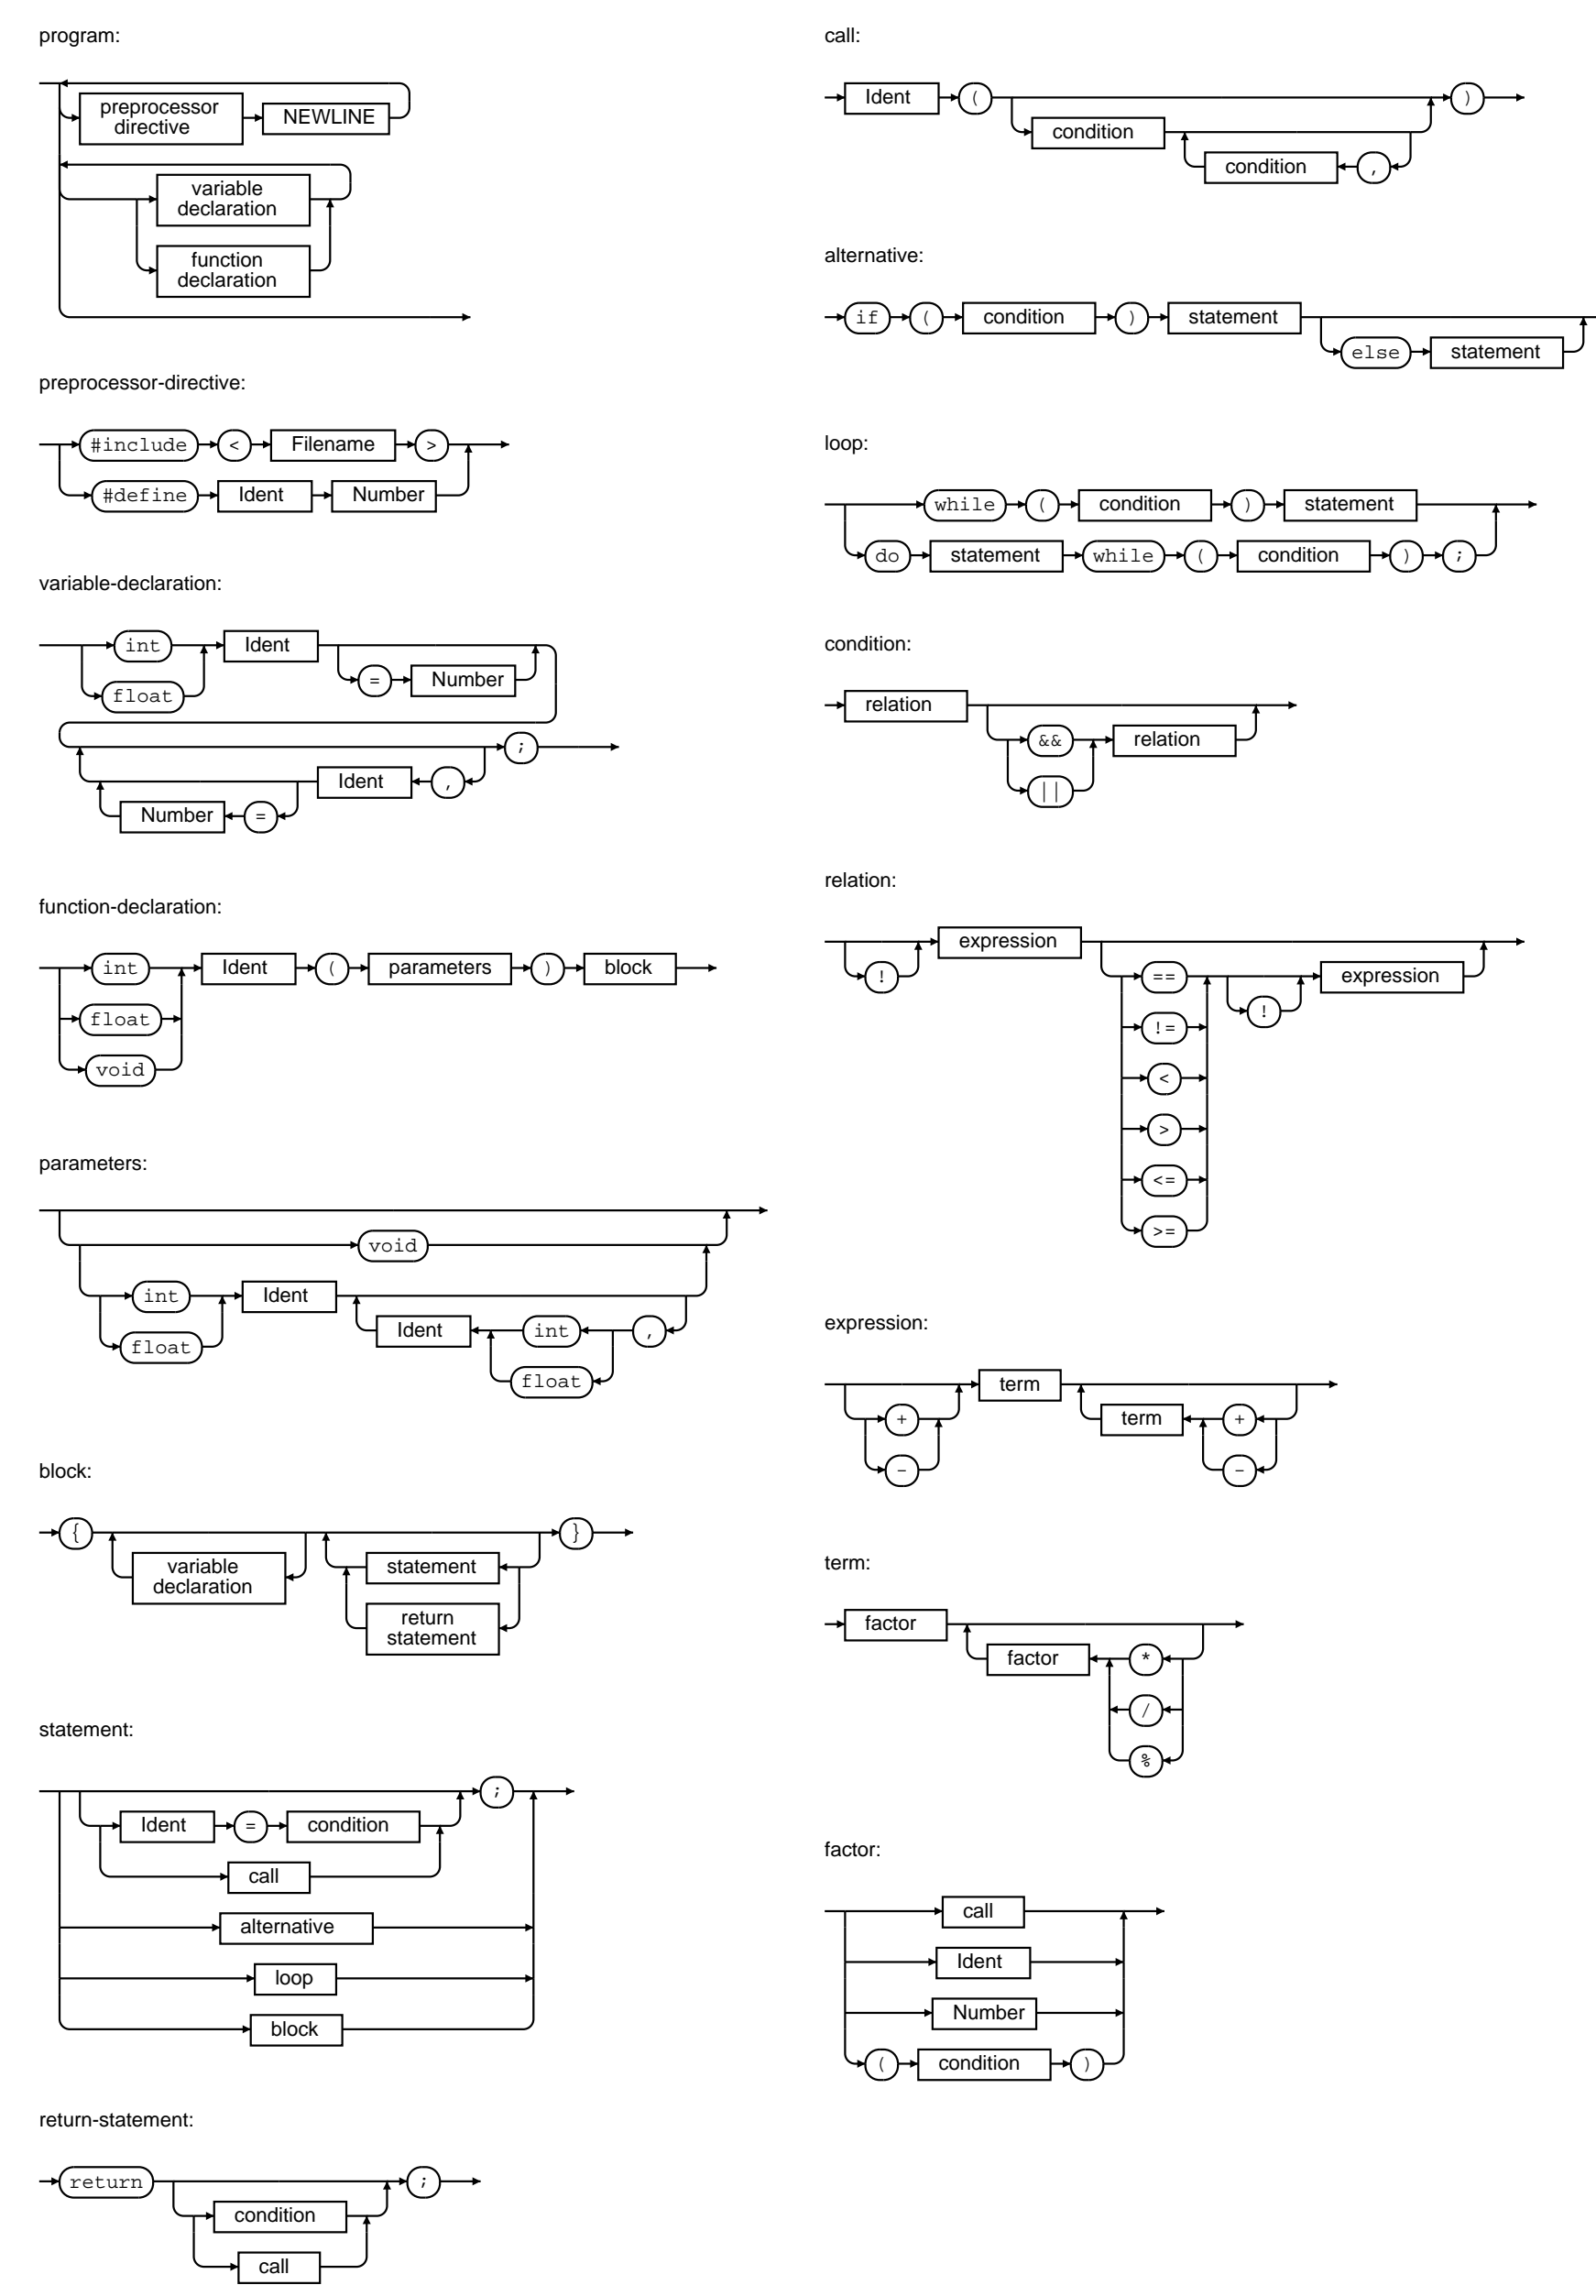 program:
preprocessor
directive
NEWLINE
variable
declaration
function
declaration
preprocessor-directive:
#include < Filename >
#define Ident Number
variable-declaration:
int Ident
float = Number
;
Ident ,
Number =
function-declaration:
int Ident ( parameters ) block
float
void
parameters:
void
int Ident
float Ident int ,
float
block:
{ }
variable
declaration
statement
return
statement
statement:
;
Ident = condition
call
alternative
loop
block
return-statement:
return ;
condition
call
call:
Ident ( )
condition
condition ,
alternative:
if ( condition ) statement
else statement
loop:
while ( condition ) statement
do statement while ( condition ) ;
condition:
relation
&& relation
||
relation:
expression
! == expression
!= !
<
>
<=
>=
expression:
term
+ term +
- -
term:
factor
factor *
/
%
factor:
call
Ident
Number
( condition )